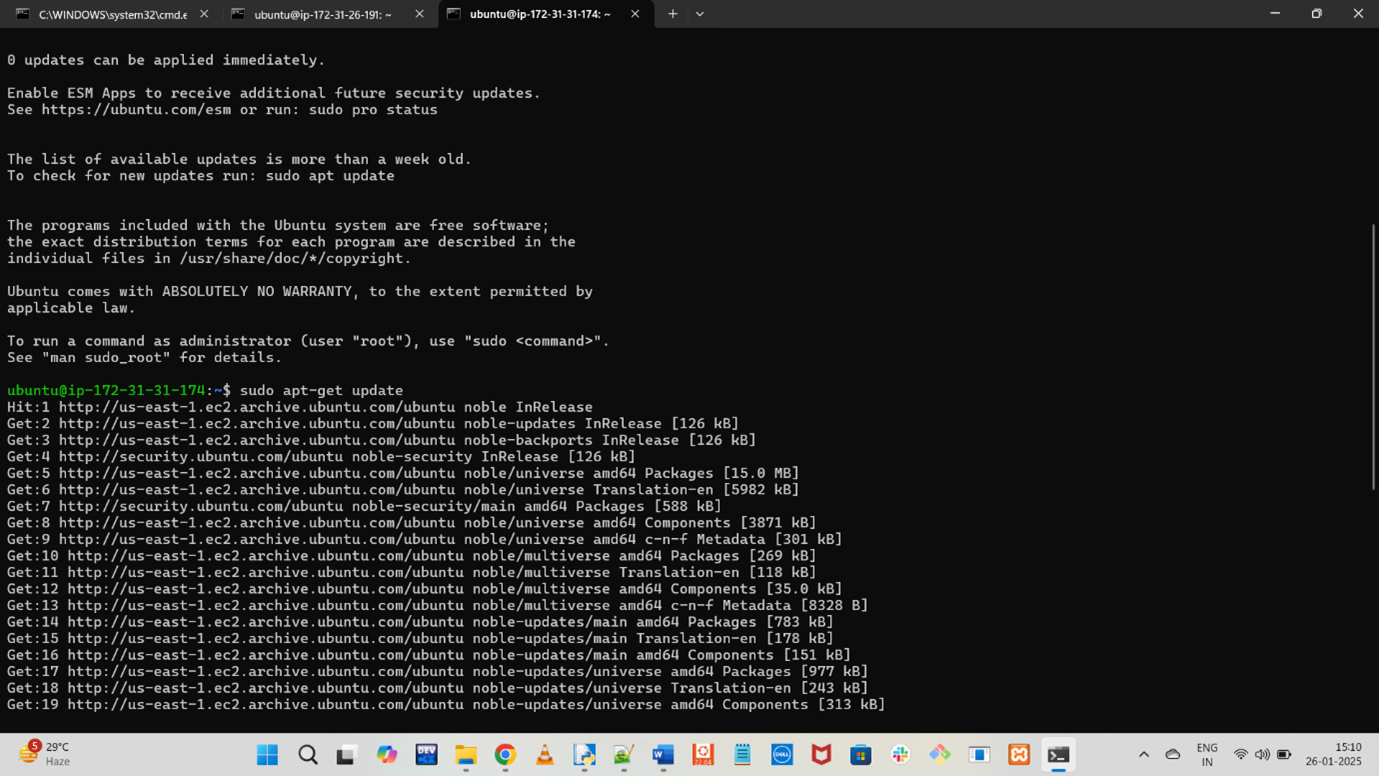 C:\WINDOWS\system32\cmd.e
ubuntu@ip-172-31-26-191: ~
ubuntu@ip-172-31-31-174: ~
0 updates can be applied immediately.
Enable ESM Apps to receive additional future security updates.
See https://ubuntu.com/esm or run: sudo pro status
The list of available updates is more than a week old.
To check for new updates run: sudo apt update
The programs included with the Ubuntu system are free software;
the exact distribution terms for each program are described in the
individual files in /usr/share/doc/*/copyright.
Ubuntu comes with ABSOLUTELY NO WARRANTY, to the extent permitted by
applicable law.
To run a command as administrator (user "root"), use "sudo <command>".
See "man sudo_root" for details.
ubuntu@ip-172-31-31-174:~$ sudo apt-get update
Hit:1 http://us-east-1.ec2.archive.ubuntu.com/ubuntu noble InRelease
Get:2 http://us-east-1.ec2.archive.ubuntu.com/ubuntu noble-updates InRelease [126 kB]
Get:3 http://us-east-1.ec2.archive.ubuntu.com/ubuntu noble-backports InRelease [126 kB]
Get:4 http://security.ubuntu.com/ubuntu noble-security InRelease [126 kB]
Get:5 http://us-east-1.ec2.archive.ubuntu.com/ubuntu noble/universe amd64 Packages [15.0 MB]
Get:6 http://us-east-1.ec2.archive.ubuntu.com/ubuntu noble/universe Translation-en [5982 kB]
Get:7 http://security.ubuntu.com/ubuntu noble-security/main amd64 Packages [588 kB]
Get:8 http://us-east-1.ec2.archive.ubuntu.com/ubuntu noble/universe amd64 Components [3871 kB]
Get:9 http://us-east-1.ec2.archive.ubuntu.com/ubuntu noble/universe amd64 c-n-f Metadata [301 kB]
Get:10 http://us-east-1.ec2.archive.ubuntu.com/ubuntu noble/multiverse amd64 Packages [269 kB]
Get:11 http://us-east-1.ec2.archive.ubuntu.com/ubuntu noble/multiverse Translation-en [118 kB]
Get:12 http://us-east-1.ec2.archive.ubuntu.com/ubuntu noble/multiverse amd64 Components [35.0 kB]
Get:13 http://us-east-1.ec2.archive.ubuntu.com/ubuntu noble/multiverse amd64 c-n-f Metadata [8328 B]
Get:14 http://us-east-1.ec2.archive.ubuntu.com/ubuntu noble-updates/main amd64 Packages [783 kB]
Get:15 http://us-east-1.ec2.archive.ubuntu.com/ubuntu noble-updates/main Translation-en [178 kB]
Get:16 http://us-east-1.ec2.archive.ubuntu.com/ubuntu noble-updates/main amd64 Components [151 kB]
Get:17 http://us-east-1.ec2.archive.ubuntu.com/ubuntu noble-updates/universe amd64 Packages [977 kB]
Get:18 http://us-east-1.ec2.archive.ubuntu.com/ubuntu noble-updates/universe Translation-en [243 kB]
Get:19 http://us-east-1.ec2.archive.ubuntu.com/ubuntu noble-updates/universe amd64 Components [313 kB]
5
29°C
Haze
DEV
22.04
DELL
ENG
IN
15:10
26-01-2025